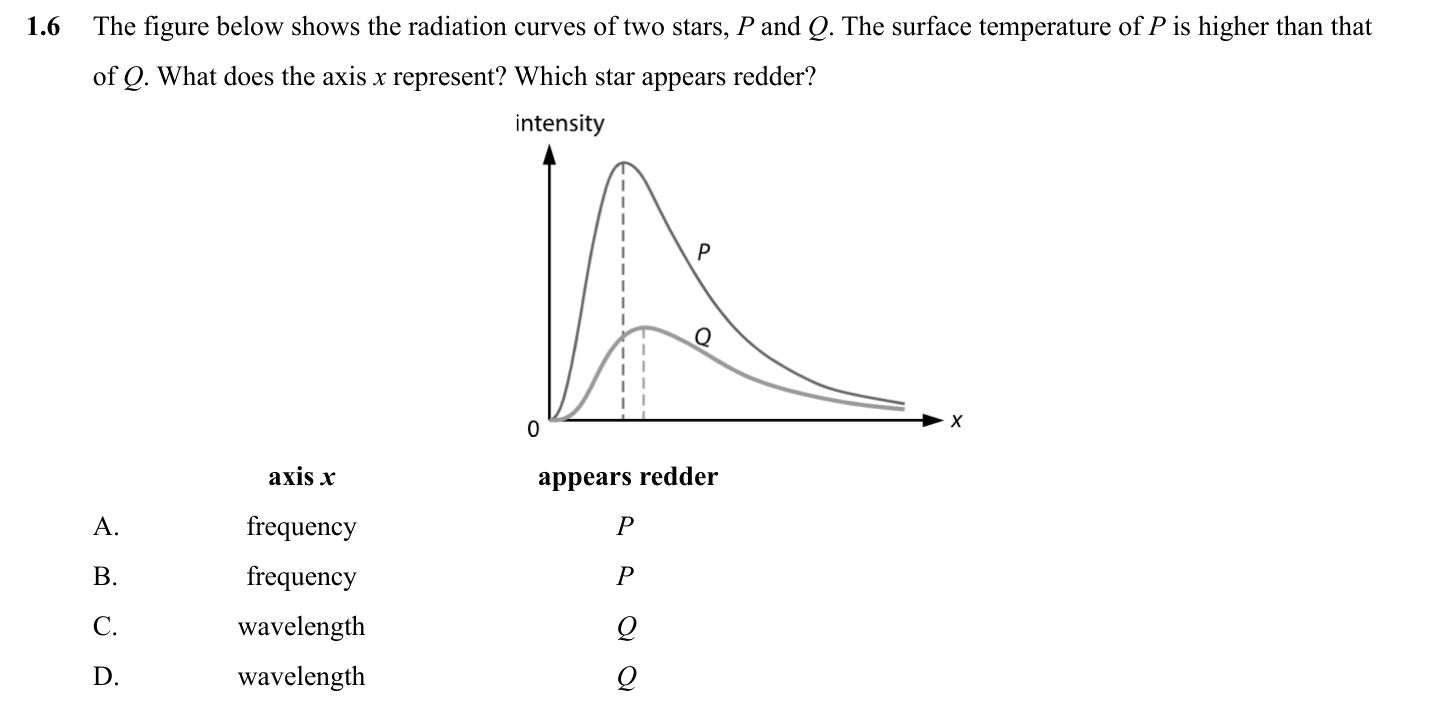 1.6 The figure below shows the radiation curves of two stars, P and Q. The surface temperature of P is higher than that
of Q. What does the axis x represent? Which star appears redder?
intensity
P
Q
0
x
axis x appears redder
A. frequency P
B. frequency P
C. wavelength Q
D. wavelength Q